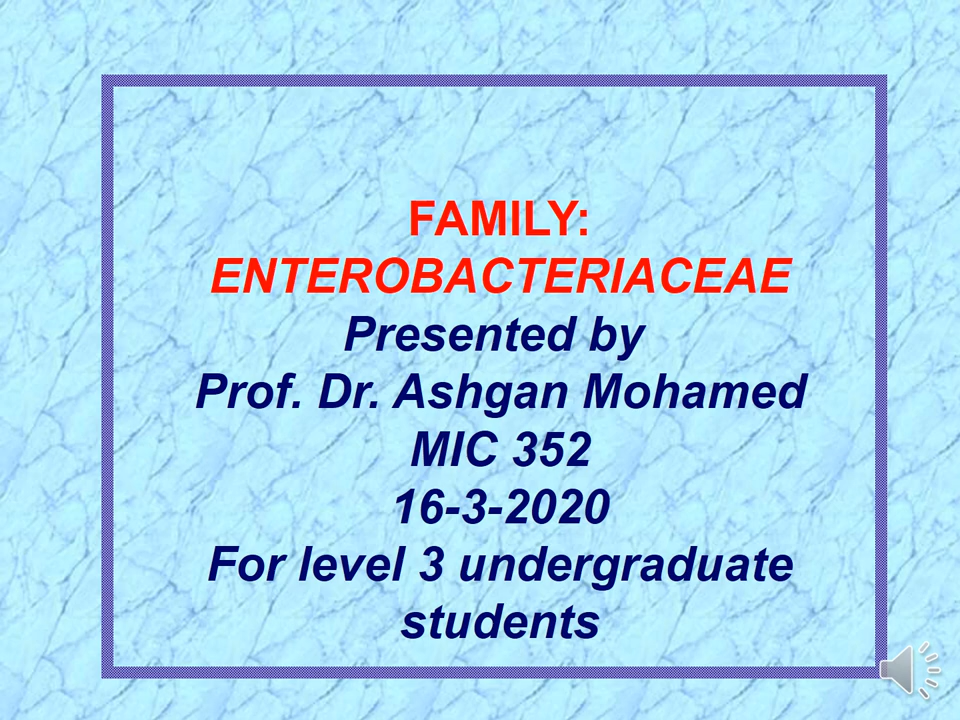 FAMILY:
ENTEROBACTERIACEAE
Presented by
Prof. Dr. Ashgan Mohamed
MIC 352
16-3-2020
For level 3 undergraduate
students